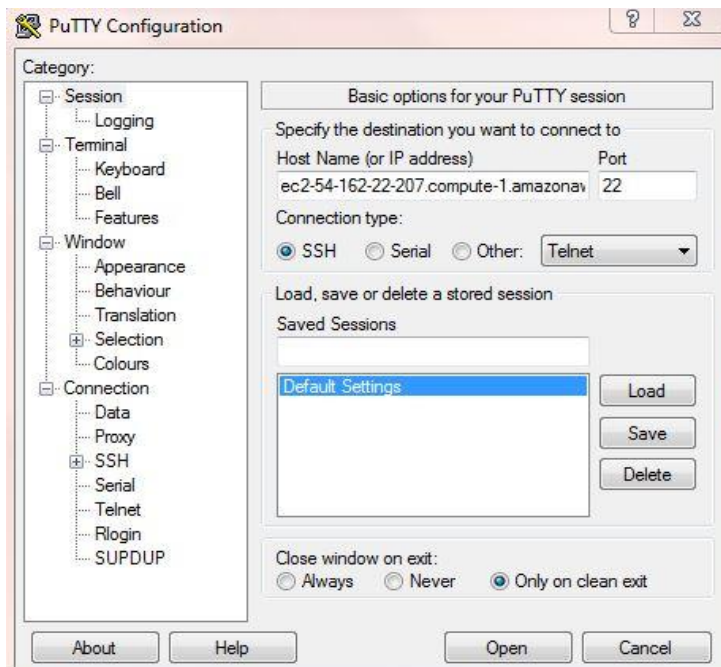 PuTTY Configuration
Category:
Session
Logging
Terminal
Keyboard
Bell
Features
Window
Appearance
Behaviour
Translation
Selection
Colours
Connection
Data
Proxy
SSH
Serial
Telnet
Rlogin
SUPDUP
Basic options for your PuTTY session
Specify the destination you want to connect to
Host Name (or IP address) Port
ec2-54-162-22-207.compute-1.amazonaw 22
Connection type:
SSH Serial Other: Telnet
Load, save or delete a stored session
Saved Sessions
Default Settings
Load
Save
Delete
Close window on exit:
Always Never Only on clean exit
About Help Open Cancel